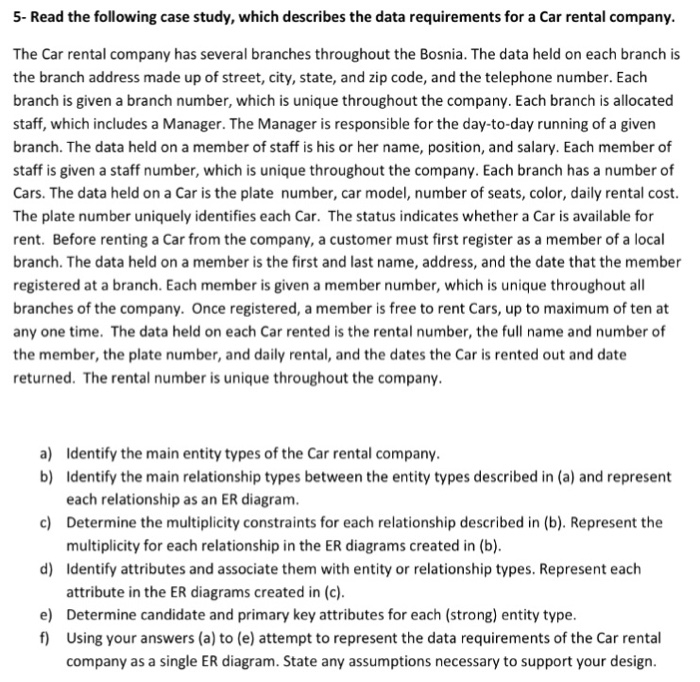 5- Read the following case study, which describes the data requirements for a Car rental company.
The Car rental company has several branches throughout the Bosnia. The data held on each branch is
the branch address made up of street, city, state, and zip code, and the telephone number. Each
branch is given a branch number, which is unique throughout the company. Each branch is allocated
staff, which includes a Manager. The Manager is responsible for the day-to-day running of a given
branch. The data held on a member of staff is his or her name, position, and salary. Each member of
staff is given a staff number, which is unique throughout the company. Each branch has a number of
Cars. The data held on a Car is the plate number, car model, number of seats, color, daily rental cost.
The plate number uniquely identifies each Car. The status indicates whether a Car is available for
rent. Before renting a Car from the company, a customer must first register as a member of a local
branch. The data held on a member is the first and last name, address, and the date that the member
registered at a branch. Each member is given a member number, which is unique throughout all
branches of the company. Once registered, a member is free to rent Cars, up to maximum of ten at
any one time. The data held on each Car rented is the rental number, the full name and number of
the member, the plate number, and daily rental, and the dates the Car is rented out and date
returned. The rental number is unique throughout the company.
a) Identify the main entity types of the Car rental company.
b) Identify the main relationship types between the entity types described in (a) and represent
each relationship as an ER diagram.
c) Determine the multiplicity constraints for each relationship described in (b). Represent the
multiplicity for each relationship in the ER diagrams created in (b).
d) Identify attributes and associate them with entity or relationship types. Represent each
attribute in the ER diagrams created in (c).
e) Determine candidate and primary key attributes for each (strong) entity type.
f) Using your answers (a) to (e) attempt to represent the data requirements of the Car rental
company as a single ER diagram. State any assumptions necessary to support your design.